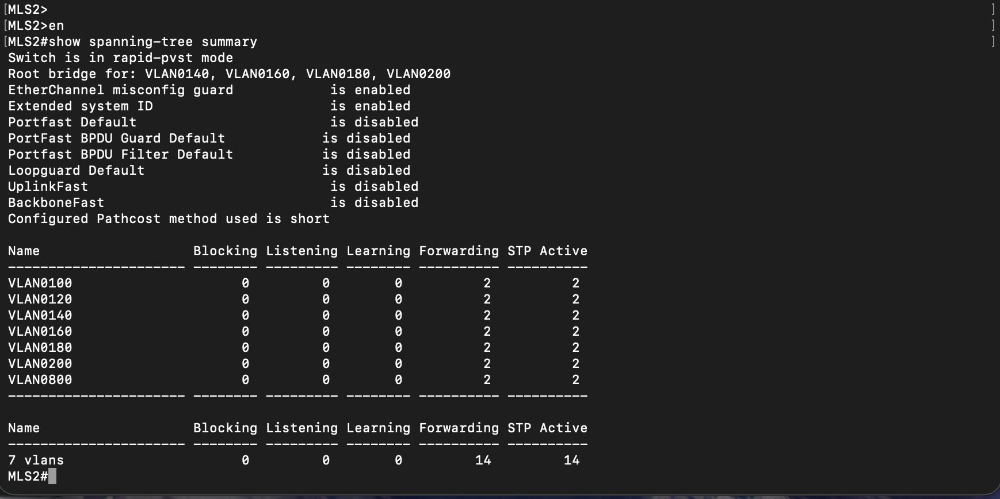 [MLS2> ]
[MLS2>en ]
[MLS2#show spanning-tree summary ]
Switch is in rapid-pvst mode
Root bridge for: VLAN0140, VLAN0160, VLAN0180, VLAN0200
EtherChannel misconfig guard            is enabled
Extended system ID                      is enabled
Portfast Default                        is disabled
PortFast BPDU Guard Default            is disabled
Portfast BPDU Filter Default           is disabled
Loopguard Default                      is disabled
UplinkFast                              is disabled
BackboneFast                            is disabled
Configured Pathcost method used is short

Name                   Blocking Listening Learning Forwarding STP Active
---------------------- -------- --------- -------- ---------- ----------
VLAN0100                     0         0        0          2          2
VLAN0120                     0         0        0          2          2
VLAN0140                     0         0        0          2          2
VLAN0160                     0         0        0          2          2
VLAN0180                     0         0        0          2          2
VLAN0200                     0         0        0          2          2
VLAN0800                     0         0        0          2          2
---------------------- -------- --------- -------- ---------- ----------

Name                   Blocking Listening Learning Forwarding STP Active
---------------------- -------- --------- -------- ---------- ----------
7 vlans                      0         0        0         14         14
MLS2#